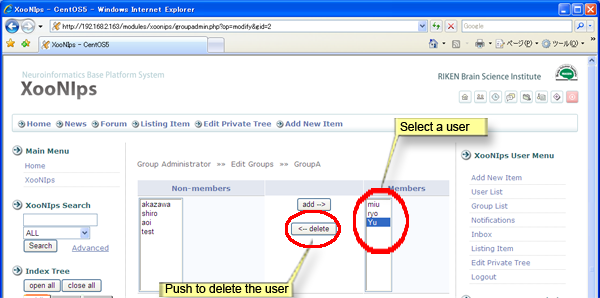 XooNIps - CentOS5 - Windows Internet Explorer
http://192.168.2.163/modules/xoonips/groupadmin.php?op=modify&gid=2
Google
XooNIps - CentOS5
ページ(P)
ツール(O)
Neuroinformatics Base Platform System
XooNIps
RIKEN Brain Science Institute
Home
News
Forum
Listing Item
Edit Private Tree
Add New Item
Select a user
Main Menu
Home
XooNIps
XooNIps Search
ALL
Search
Advanced
Index Tree
open all
close all
Group Administrator »» Edit Groups »» GroupA
Non-members
akazawa
shiro
aoi
test
add -->
<-- delete
Members
miu
ryo
Yu
Push to delete the user
XooNIps User Menu
Add New Item
User List
Group List
Notifications
Inbox
Listing Item
Edit Private Tree
Logout